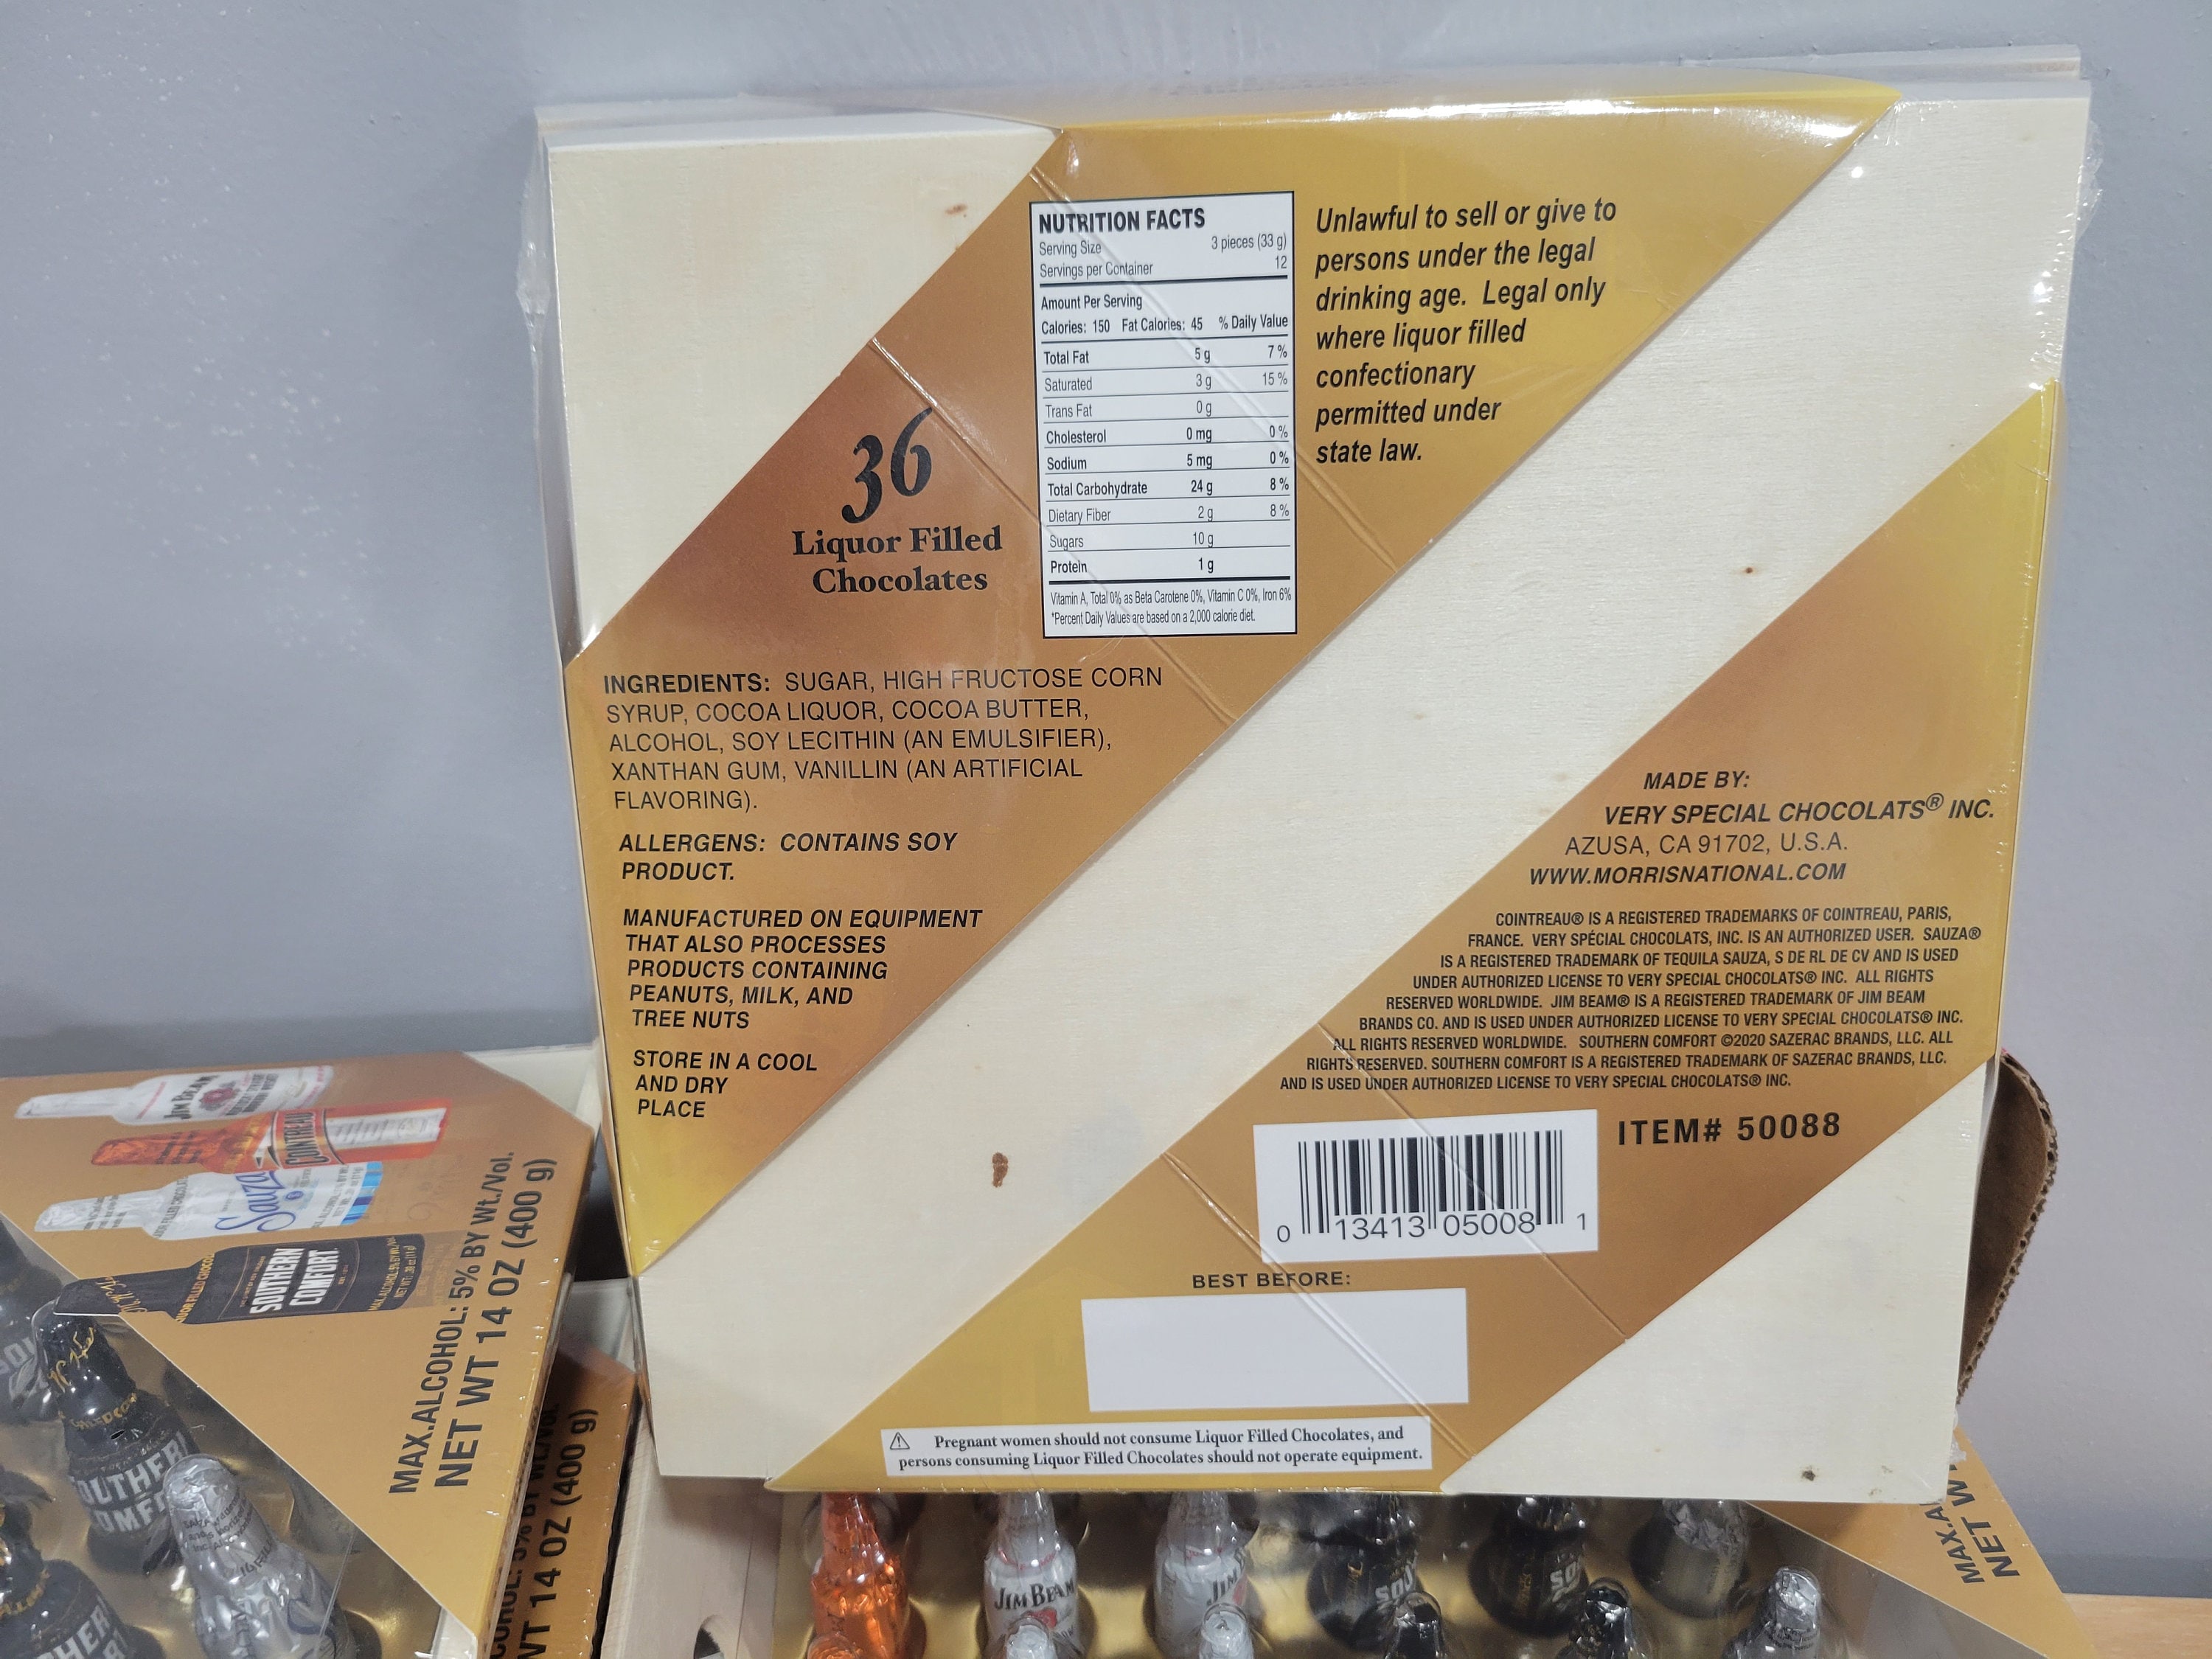 NUTRITION FACTS
Serving Size 3 pieces (33 g)
Servings per Container 12
Amount Per Serving
Calories: 150 Fat Calories: 45 % Daily Value
Total Fat 5 g 7 %
Saturated 3 g 15 %
Trans Fat 0 g
Cholesterol 0 mg 0 %
Sodium 5 mg 0 %
Total Carbohydrate 24 g 8 %
Dietary Fiber 2 g 8 %
Sugars 10 g
Protein 1 g
Vitamin A, Total 0% as Beta Carotene 0%, Vitamin C 0%, Iron 6%
*Percent Daily Values are based on a 2,000 calorie diet.
Unlawful to sell or give to
persons under the legal
drinking age. Legal only
where liquor filled
confectionary
permitted under
state law.
36
Liquor Filled
Chocolates
INGREDIENTS: SUGAR, HIGH FRUCTOSE CORN
SYRUP, COCOA LIQUOR, COCOA BUTTER,
ALCOHOL, SOY LECITHIN (AN EMULSIFIER),
XANTHAN GUM, VANILLIN (AN ARTIFICIAL
FLAVORING).
ALLERGENS: CONTAINS SOY
PRODUCT.
MANUFACTURED ON EQUIPMENT
THAT ALSO PROCESSES
PRODUCTS CONTAINING
PEANUTS, MILK, AND
TREE NUTS
STORE IN A COOL
AND DRY
PLACE
MADE BY:
VERY SPECIAL CHOCOLATS® INC.
AZUSA, CA 91702, U.S.A.
WWW.MORRISNATIONAL.COM
COINTREAU® IS A REGISTERED TRADEMARKS OF COINTREAU, PARIS,
FRANCE. VERY SPÉCIAL CHOCOLATS, INC. IS AN AUTHORIZED USER. SAUZA®
IS A REGISTERED TRADEMARK OF TEQUILA SAUZA, S DE RL DE CV AND IS USED
UNDER AUTHORIZED LICENSE TO VERY SPECIAL CHOCOLATS® INC. ALL RIGHTS
RESERVED WORLDWIDE. JIM BEAM® IS A REGISTERED TRADEMARK OF JIM BEAM
BRANDS CO. AND IS USED UNDER AUTHORIZED LICENSE TO VERY SPECIAL CHOCOLATS® INC.
ALL RIGHTS RESERVED WORLDWIDE. SOUTHERN COMFORT ©2020 SAZERAC BRANDS, LLC. ALL
RIGHTS RESERVED. SOUTHERN COMFORT IS A REGISTERED TRADEMARK OF SAZERAC BRANDS, LLC.
AND IS USED UNDER AUTHORIZED LICENSE TO VERY SPECIAL CHOCOLATS® INC.
ITEM# 50088
0 13413 05008 1
BEST BEFORE:
Pregnant women should not consume Liquor Filled Chocolates, and
persons consuming Liquor Filled Chocolates should not operate equipment.
JIM BEAM
COINTREAU
Sauza
SOUTHERN
COMFORT
MAX.ALCOHOL: 5% BY Wt./Vol.
NET WT 14 OZ (400 g)
WT 14 OZ (400 g)
JIM BEAM
JIM
NET